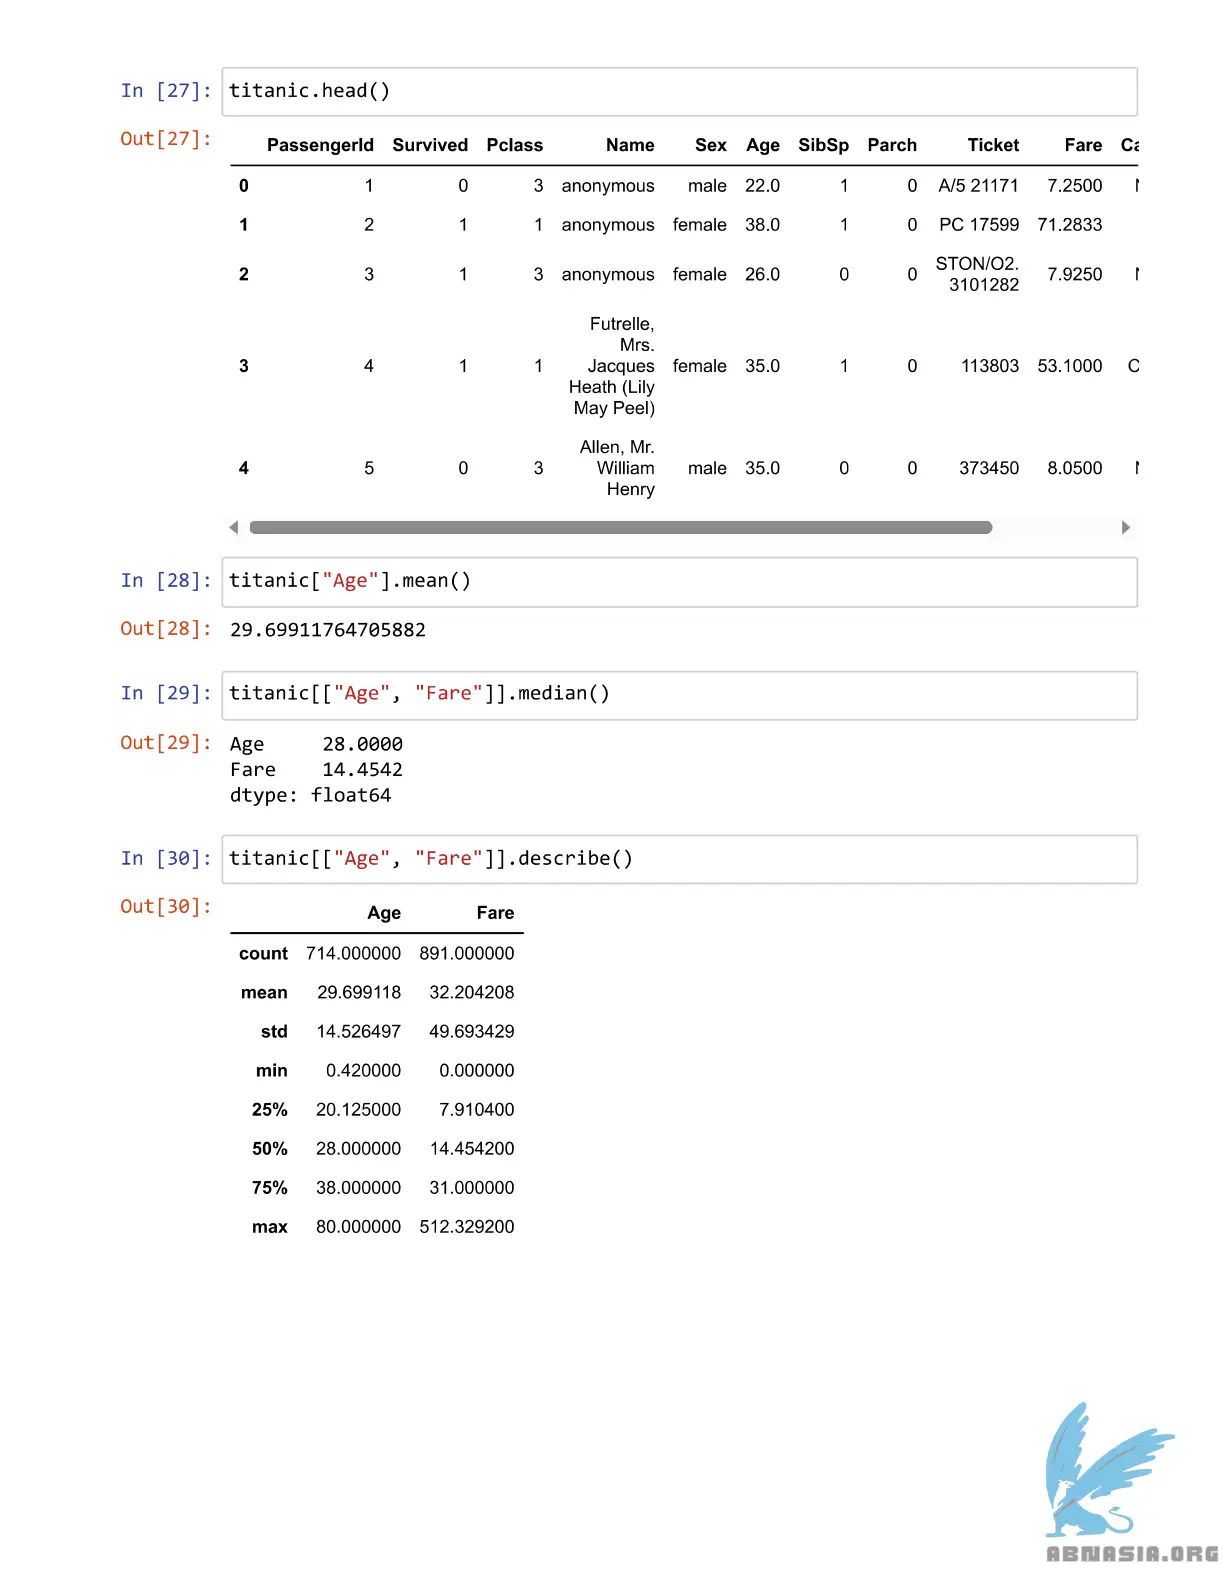 In [27]: titanic.head()
Out[27]:
PassengerId Survived Pclass Name Sex Age SibSp Parch Ticket Fare Ca
0 1 0 3 anonymous male 22.0 1 0 A/5 21171 7.2500
1 2 1 1 anonymous female 38.0 1 0 PC 17599 71.2833
2 3 1 3 anonymous female 26.0 0 0 STON/O2. 3101282 7.9250
3 4 1 1 Futrelle, Mrs. Jacques Heath (Lily May Peel) female 35.0 1 0 113803 53.1000 C
4 5 0 3 Allen, Mr. William Henry male 35.0 0 0 373450 8.0500
In [28]: titanic["Age"].mean()
Out[28]: 29.69911764705882
In [29]: titanic[["Age", "Fare"]].median()
Out[29]: Age 28.0000
Fare 14.4542
dtype: float64
In [30]: titanic[["Age", "Fare"]].describe()
Out[30]:
Age Fare
count 714.000000 891.000000
mean 29.699118 32.204208
std 14.526497 49.693429
min 0.420000 0.000000
25% 20.125000 7.910400
50% 28.000000 14.454200
75% 38.000000 31.000000
max 80.000000 512.329200
ABNASIA.ORG